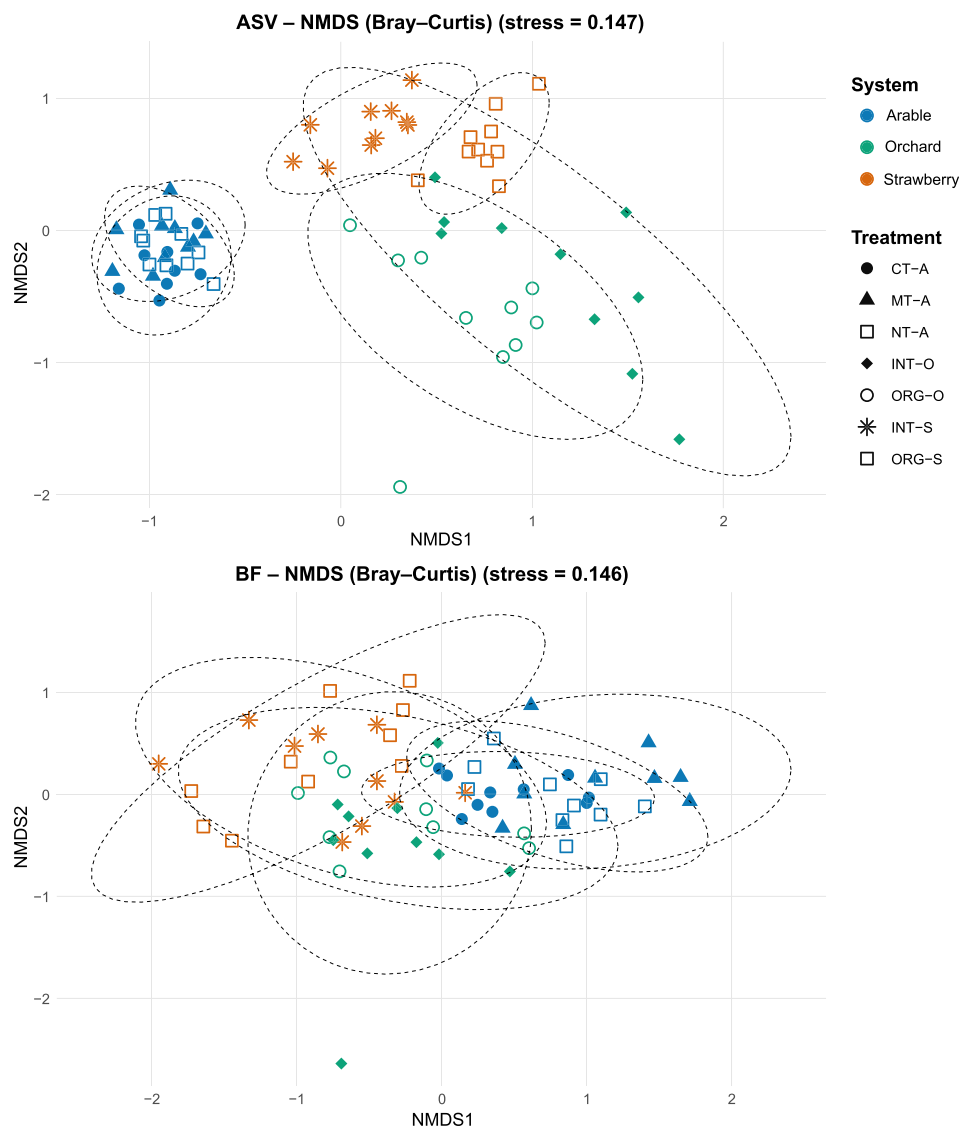 ASV – NMDS (Bray–Curtis) (stress = 0.147)
1
0
−1
−2
NMDS2
−1
0
1
2
NMDS1
System
Arable
Orchard
Strawberry
Treatment
CT−A
MT−A
NT−A
INT−O
ORG−O
INT−S
ORG−S
BF – NMDS (Bray–Curtis) (stress = 0.146)
1
0
−1
−2
NMDS2
−2
−1
0
1
2
NMDS1